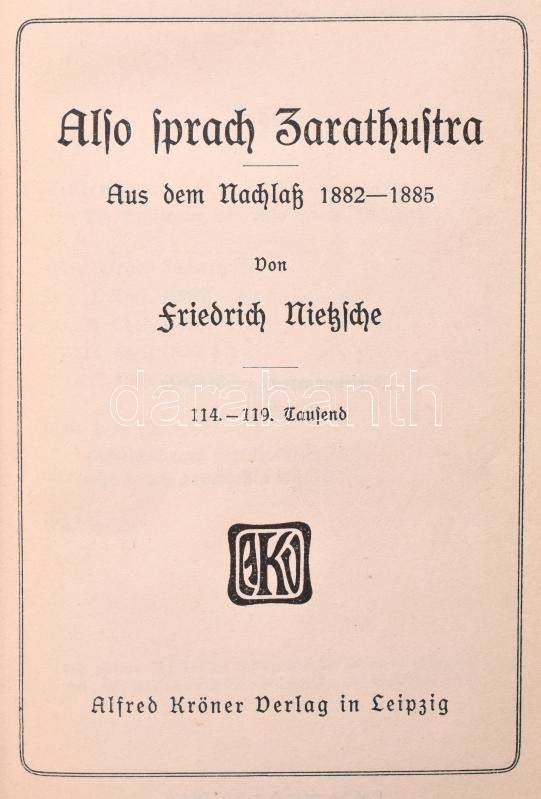 Also sprach Zarathustra
Aus dem Nachlaß 1882—1885
Von
Friedrich Nietzsche
darabanth
114.—119. Tausend
AKV
Alfred Kröner Verlag in Leipzig